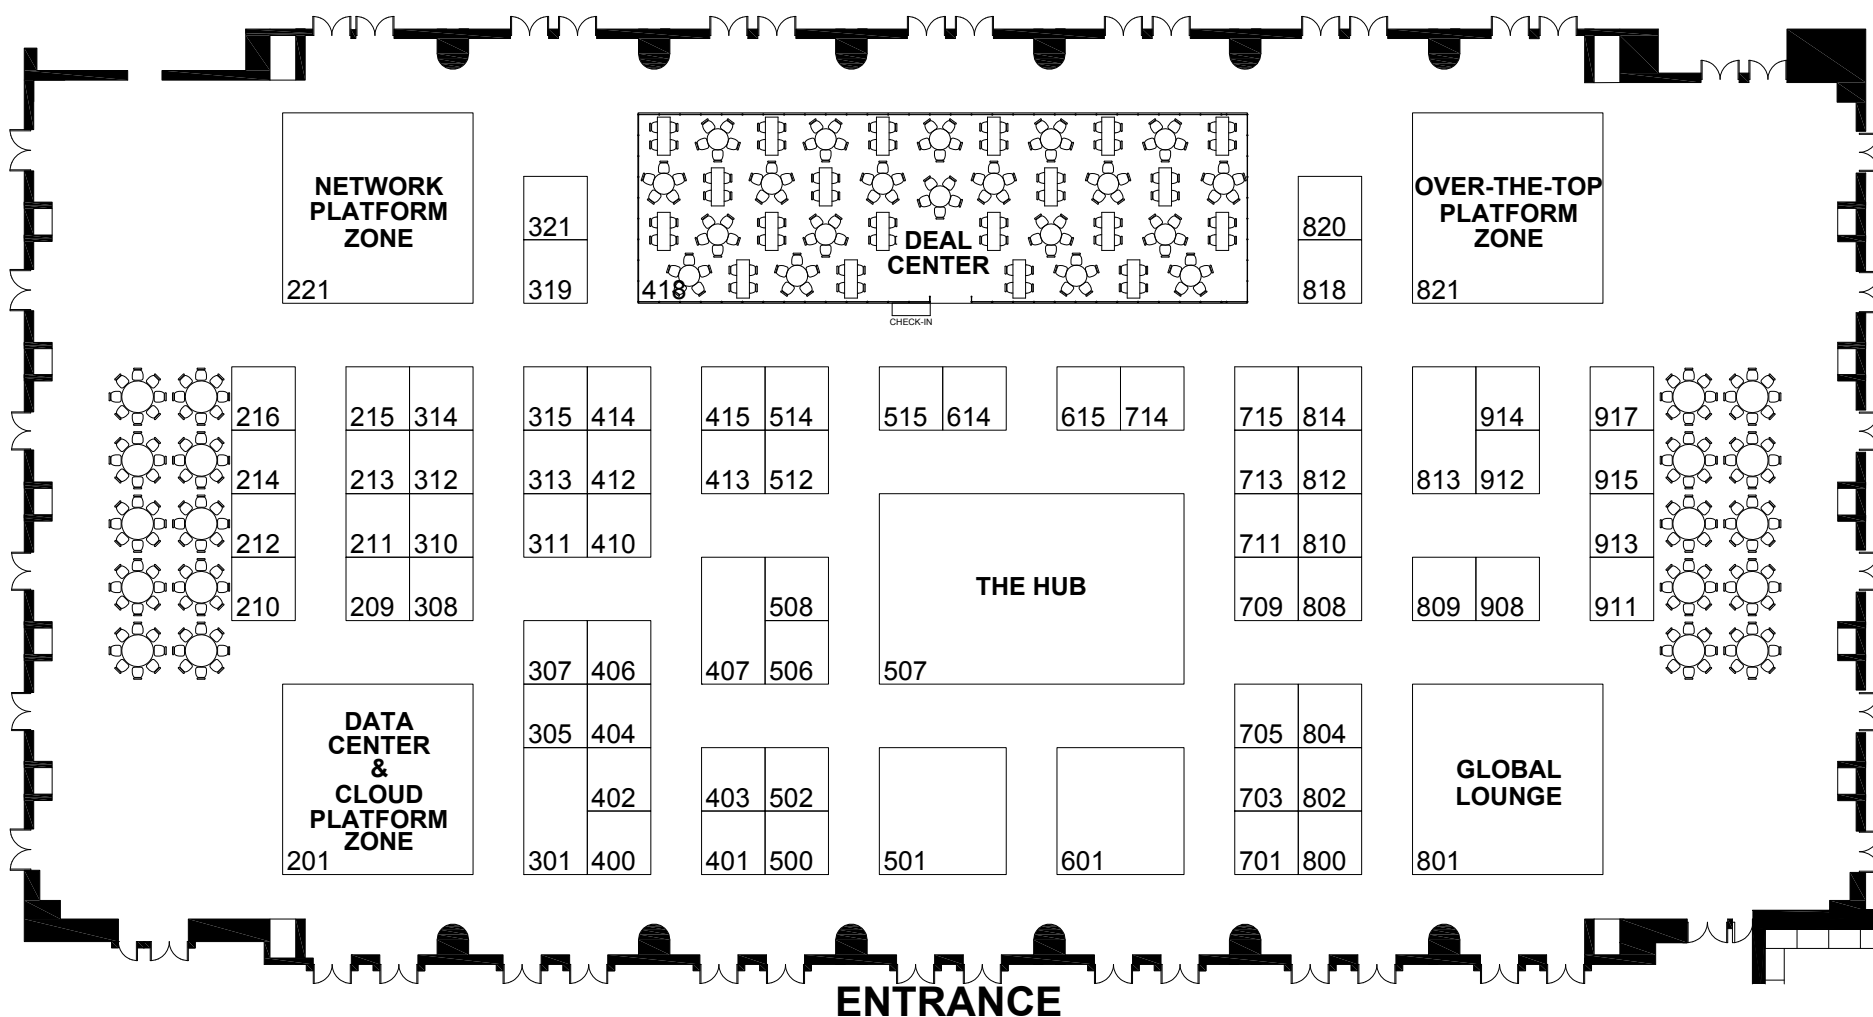 NETWORK
PLATFORM
ZONE
221
321
319
DEAL
CENTER
418
CHECK-IN
820
818
OVER-THE-TOP
PLATFORM
ZONE
821
216
215 314
315 414
415 514
515 614
615 714
715 814
914
917
214
213 312
313 412
413 512
713 812
813 912
915
212
211 310
311 410
711 810
913
210
209 308
508
THE HUB
709 808
809 908
911
307 406
407 506
507
DATA
CENTER
&
CLOUD
PLATFORM
ZONE
201
305 404
402
301 400
403 502
401 500
501
601
705 804
703 802
701 800
GLOBAL
LOUNGE
801
ENTRANCE